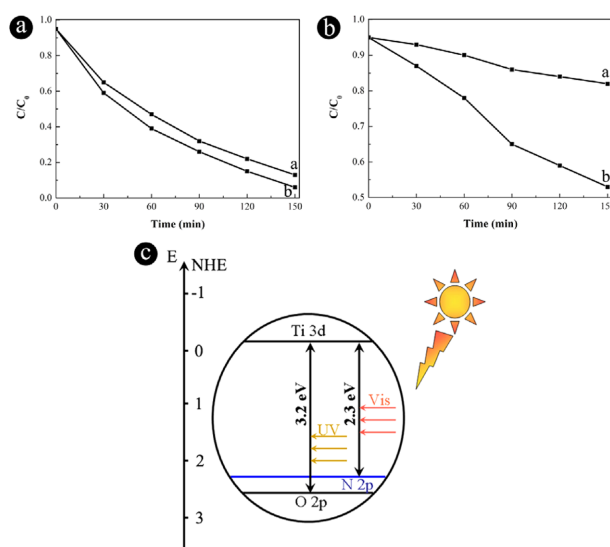 a
1.0
0.8
0.6
0.4
0.2
0.0
C/C0
0 30 60 90 120 150
Time (min)
a
b
b
1.0
0.9
0.8
0.7
0.6
0.5
C/C0
0 30 60 90 120 150
Time (min)
a
b
c
E
NHE
-1
0
1
2
3
Ti 3d
3.2 eV
2.3 eV
UV
Vis
N 2p
O 2p